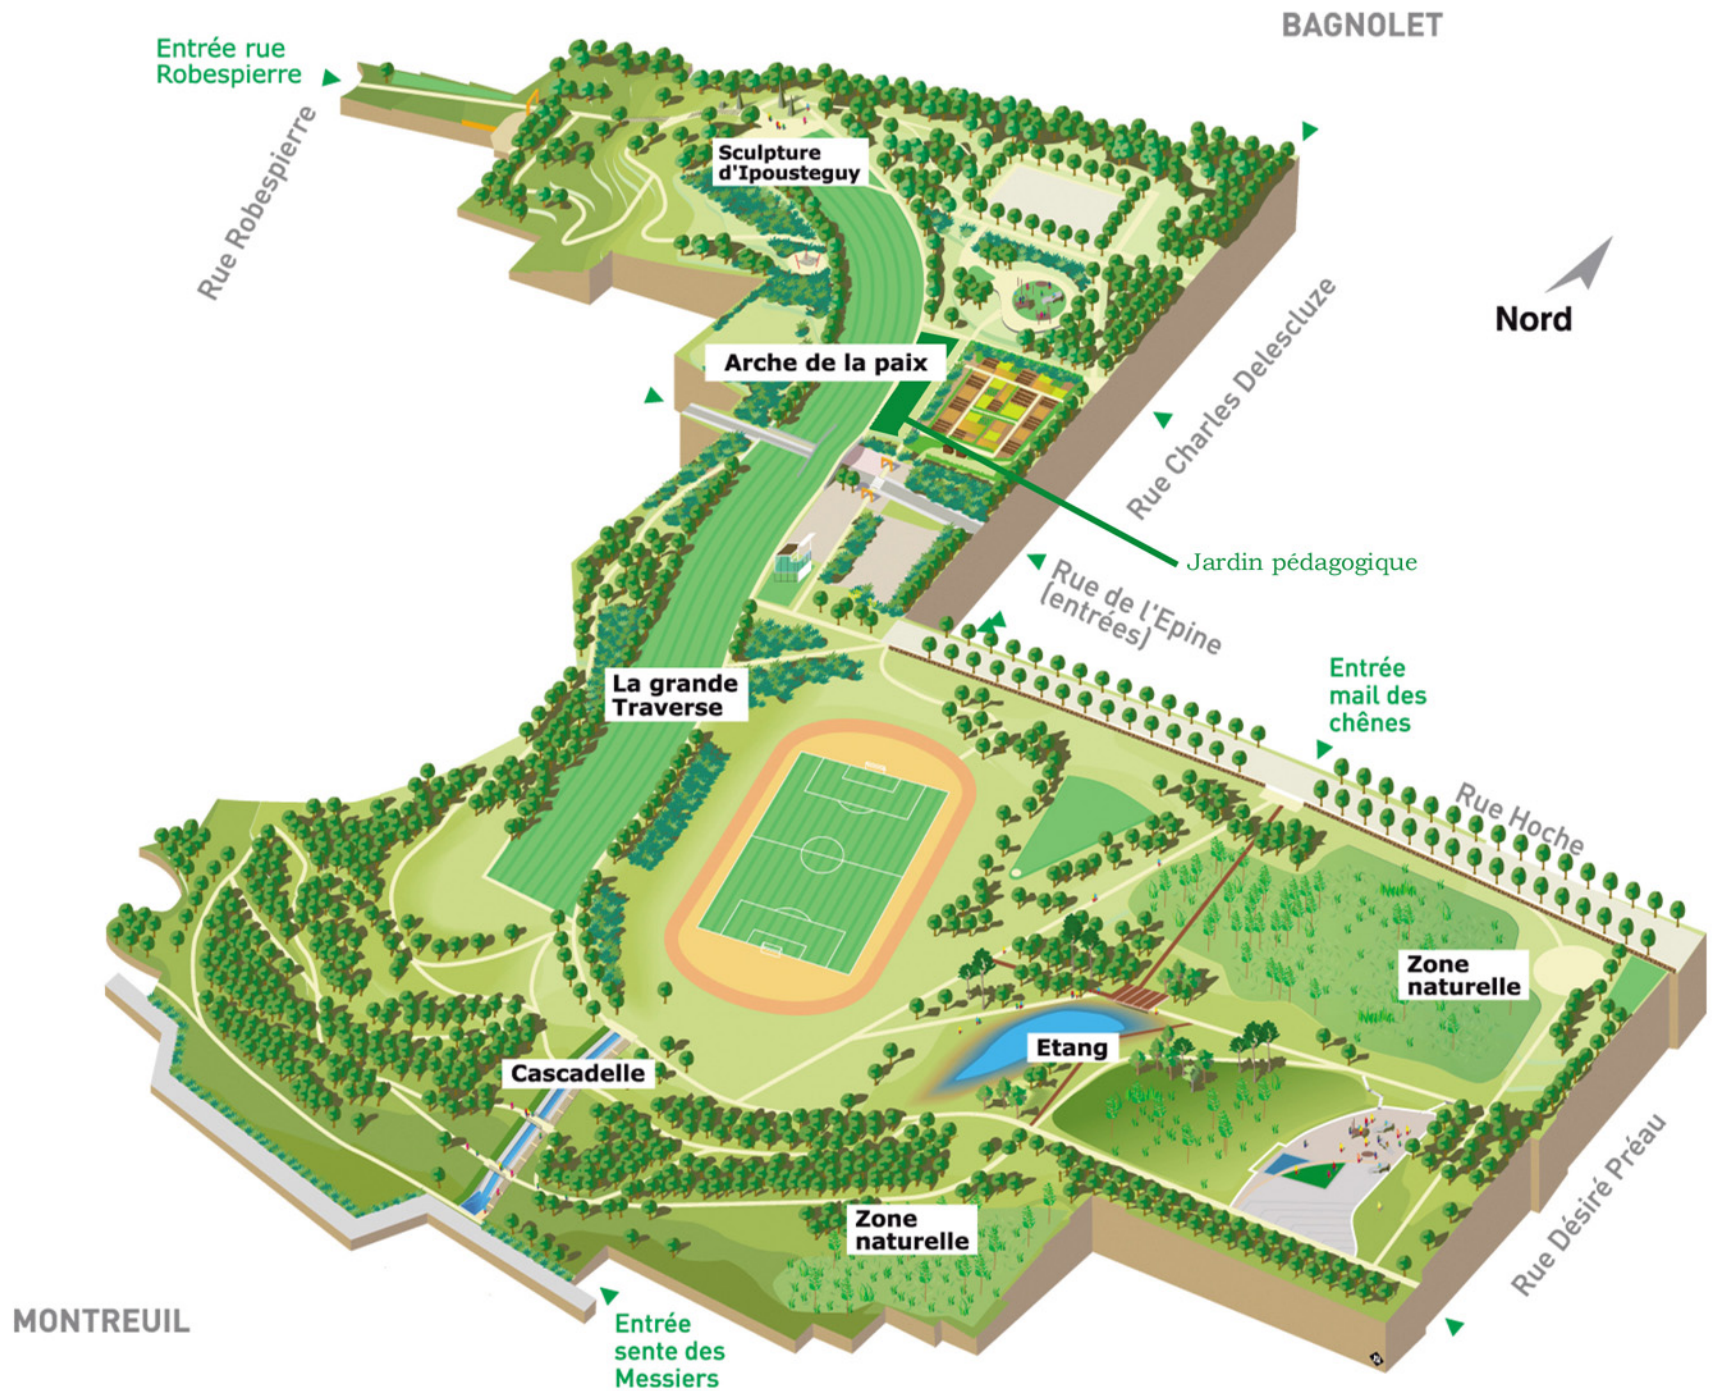 BAGNOLET
Entrée rue
Robespierre
Rue Robespierre
Sculpture
d'Ipousteguy
Nord
Rue Charles Delescluze
Arche de la paix
Jardin pédagogique
Rue de l'Epine
(entrées)
Entrée
mail des
chênes
La grande
Traverse
Rue Hoche
Zone
naturelle
Etang
Cascadelle
Rue Désiré Préau
Zone
naturelle
MONTREUIL
Entrée
sente des
Messiers